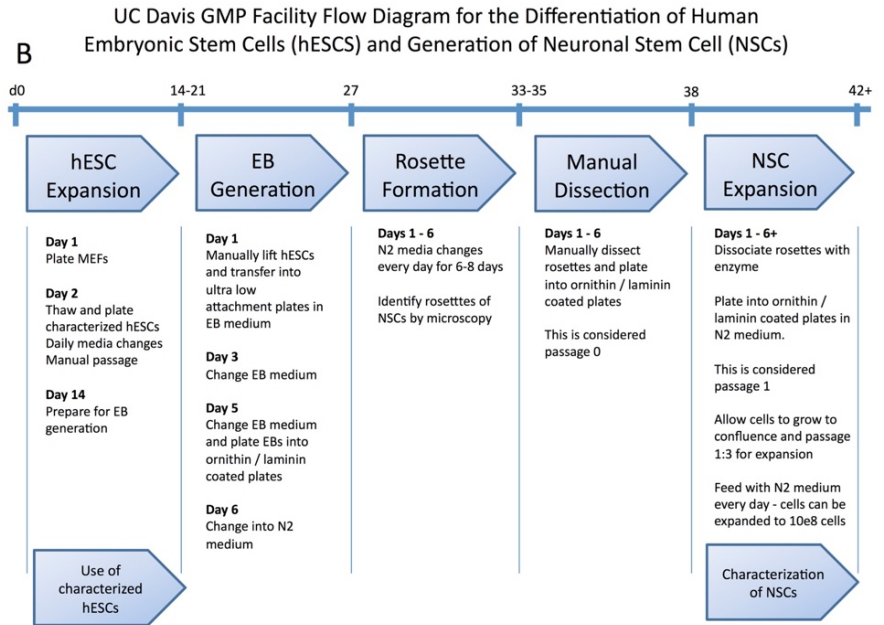 UC Davis GMP Facility Flow Diagram for the Differentiation of Human
Embryonic Stem Cells (hESCS) and Generation of Neuronal Stem Cell (NSCs)
B
d0
14-21
27
33-35
38
42+
hESC
Expansion
EB
Generation
Rosette
Formation
Manual
Dissection
NSC
Expansion
Day 1
Plate MEFs
Day 2
Thaw and plate
characterized hESCs
Daily media changes
Manual passage
Day 14
Prepare for EB
generation
Day 1
Manually lift hESCs
and transfer into
ultra low
attachment plates in
EB medium
Day 3
Change EB medium
Day 5
Change EB medium
and plate EBs into
ornithin / laminin
coated plates
Day 6
Change into N2
medium
Days 1 - 6
N2 media changes
every day for 6-8 days
Identify rosetttes of
NSCs by microscopy
Days 1 - 6
Manually dissect
rosettes and plate
into ornithin / laminin
coated plates
This is considered
passage 0
Days 1 - 6+
Dissociate rosettes with
enzyme
Plate into ornithin /
laminin coated plates in
N2 medium.
This is considered
passage 1
Allow cells to grow to
confluence and passage
1:3 for expansion
Feed with N2 medium
every day - cells can be
expanded to 10e8 cells
Use of
characterized
hESCs
Characterization
of NSCs